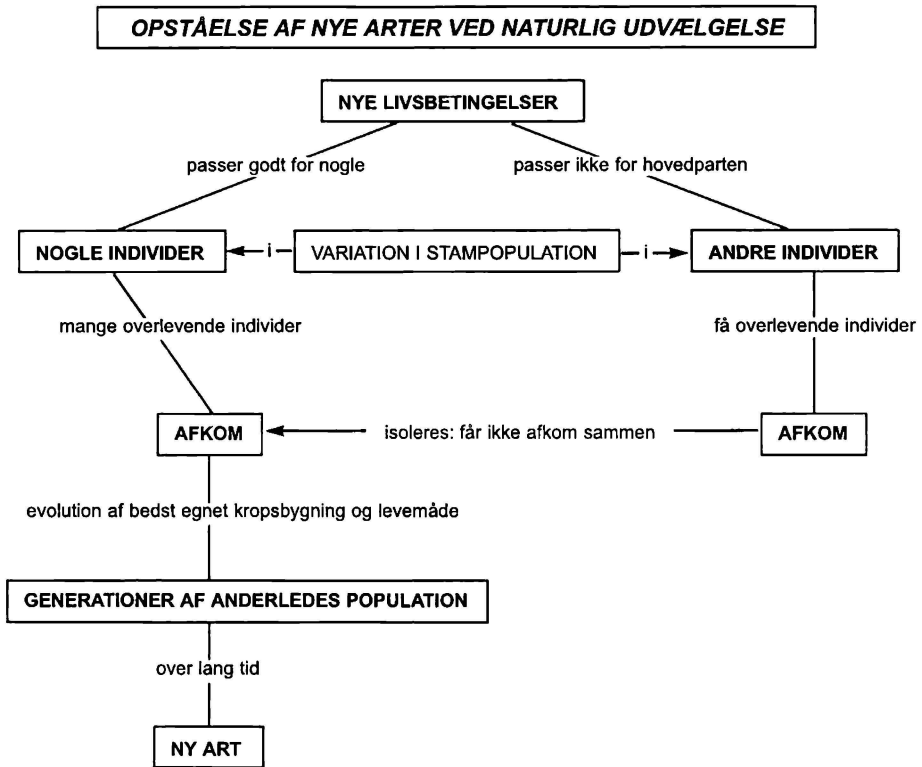 OPSTÅELSE AF NYE ARTER VED NATURLIG UDVÆLGELSE
NYE LIVSBETINGELSER
passer godt for nogle
passer ikke for hovedparten
NOGLE INDIVIDER
i
VARIATION I STAMPOPULATION
i
ANDRE INDIVIDER
mange overlevende individer
få overlevende individer
AFKOM
isoleres: får ikke afkom sammen
AFKOM
evolution af bedst egnet kropsbygning og levemåde
GENERATIONER AF ANDERLEDES POPULATION
over lang tid
NY ART